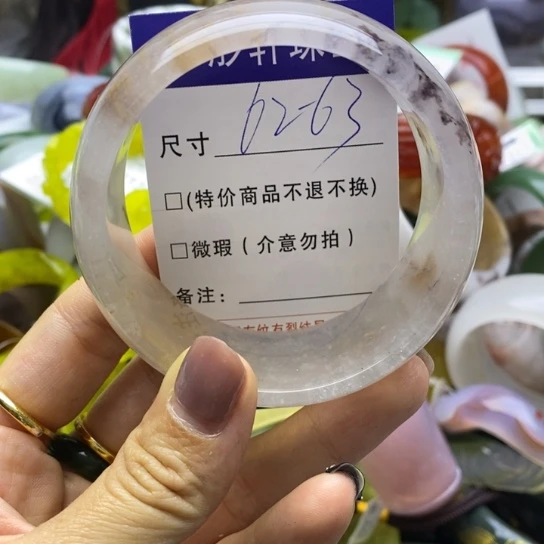 尺寸 62-63
□(特价商品不退不换)
□微瑕(介意勿拍)
备注: